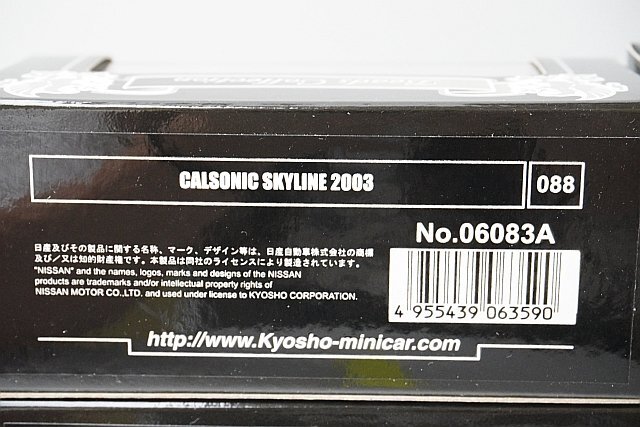 CALSONIC SKYLINE 2003
088
No.06083A
日産及びその製品に関する名称、マーク、デザイン等は、日産自動車株式会社の商標
及び/又は知的財産権です。本製品は同社のライセンスにより製造されています。
"NISSAN" and the names, logos, marks and designs of the NISSAN
products are trademarks and/or intellectual property rights of
NISSAN MOTOR CO.,LTD. and used under license to KYOSHO CORPORATION.
4 955439 063590
http://www.Kyosho-minicar.com